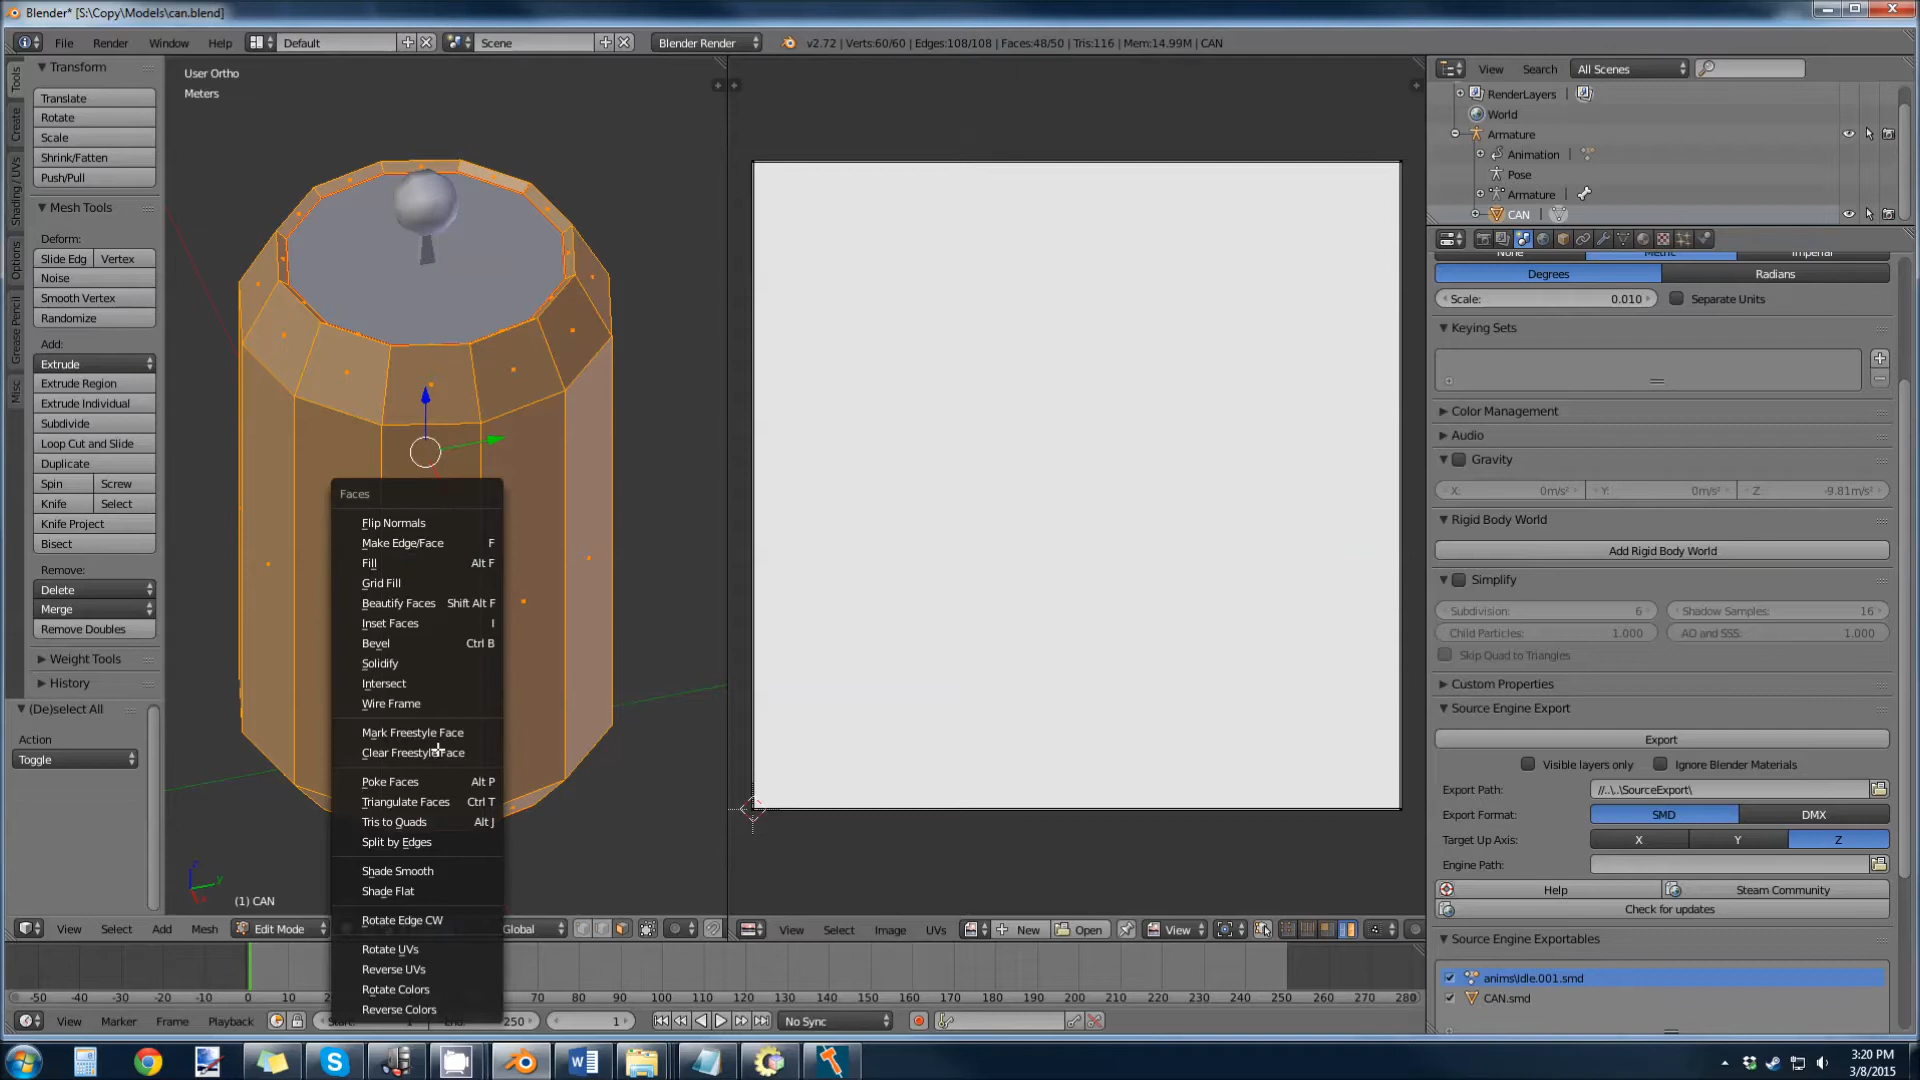 Blender* [S:\Copy\Models\can.blend]
File Render Window Help Default Scene Blender Render v2.72 | Verts:60/60 | Edges:108/108 | Faces:48/50 | Tris:116 | Mem:14.99M | CAN
Tools
Create
Shading / UVs
Options
Grease Pencil
Misc
Transform
Translate
Rotate
Scale
Shrink/Fatten
Push/Pull
Mesh Tools
Deform:
Slide Edg Vertex
Noise
Smooth Vertex
Randomize
Add:
Extrude
Extrude Region
Extrude Individual
Subdivide
Loop Cut and Slide
Duplicate
Spin Screw
Knife Select
Knife Project
Bisect
Remove:
Delete
Merge
Remove Doubles
Weight Tools
History
(De)select All
Action
Toggle
User Ortho
Meters
Faces
Flip Normals
Make Edge/Face F
Fill Alt F
Grid Fill
Beautify Faces Shift Alt F
Inset Faces I
Bevel Ctrl B
Solidify
Intersect
Wire Frame
Mark Freestyle Face
Clear Freestyle Face
Poke Faces Alt P
Triangulate Faces Ctrl T
Tris to Quads Alt J
Split by Edges
Shade Smooth
Shade Flat
Rotate Edge CW
Rotate UVs
Reverse UVs
Rotate Colors
Reverse Colors
z
y
(1) CAN
View Select Add Mesh Edit Mode Global
View Select Image UVs New Open View
-50 -40 -30 -20 -10 0 10 20 70 80 90 100 110 120 130 140 150 160 170 180 190 200 210 220 230 240 250 260 270 280
View Marker Frame Playback Start: 1 End: 250 1 No Sync
View Search All Scenes
RenderLayers
World
Armature
Animation
Pose
Armature
CAN
None Metric Imperial
Degrees Radians
Scale: 0.010 Separate Units
Keying Sets
Color Management
Audio
Gravity
X: 0m/s² Y: 0m/s² Z: -9.81m/s²
Rigid Body World
Add Rigid Body World
Simplify
Subdivision: 6 Shadow Samples: 16
Child Particles: 1.000 AO and SSS: 1.000
Skip Quad to Triangles
Custom Properties
Source Engine Export
Export
Visible layers only Ignore Blender Materials
Export Path: //..\..\SourceExport\
Export Format: SMD DMX
Target Up Axis: X Y Z
Engine Path:
Help Steam Community
Check for updates
Source Engine Exportables
anims\Idle.001.smd
CAN.smd
3:20 PM
3/8/2015